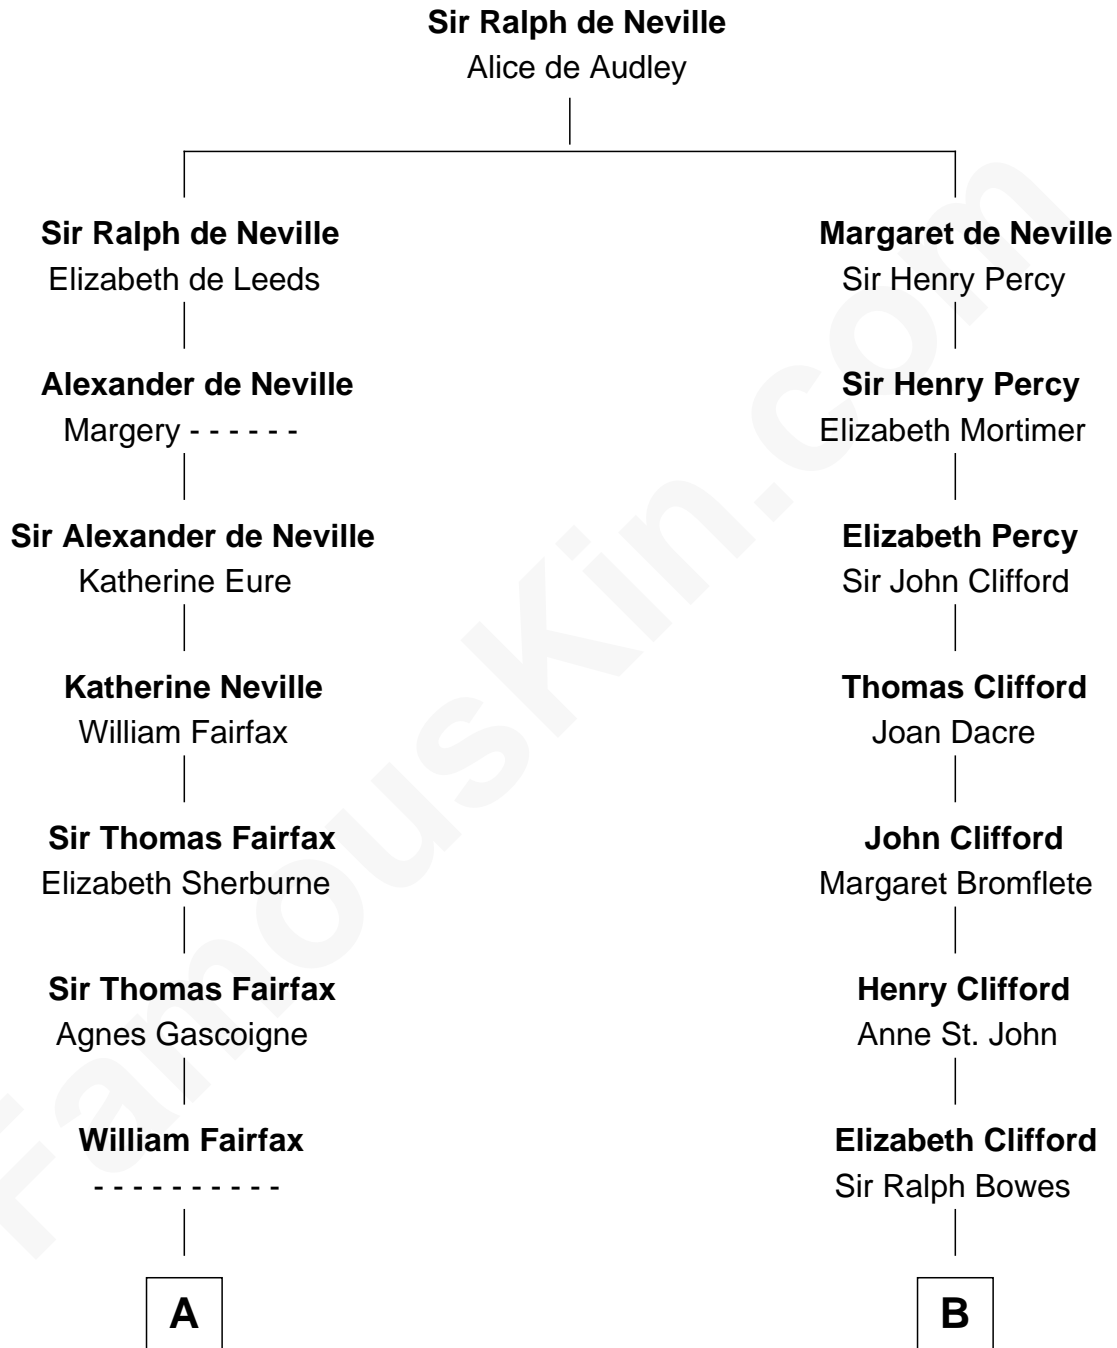 Sir Ralph de Neville
Alice de Audley
Sir Ralph de Neville
Elizabeth de Leeds
Margaret de Neville
Sir Henry Percy
Alexander de Neville
Margery - - - - - -
Sir Henry Percy
Elizabeth Mortimer
Sir Alexander de Neville
Katherine Eure
Elizabeth Percy
Sir John Clifford
Katherine Neville
William Fairfax
Thomas Clifford
Joan Dacre
Sir Thomas Fairfax
Elizabeth Sherburne
John Clifford
Margaret Bromflete
Sir Thomas Fairfax
Agnes Gascoigne
Henry Clifford
Anne St. John
William Fairfax
- - - - - - - - - -
Elizabeth Clifford
Sir Ralph Bowes
A
B
FamousKin.com